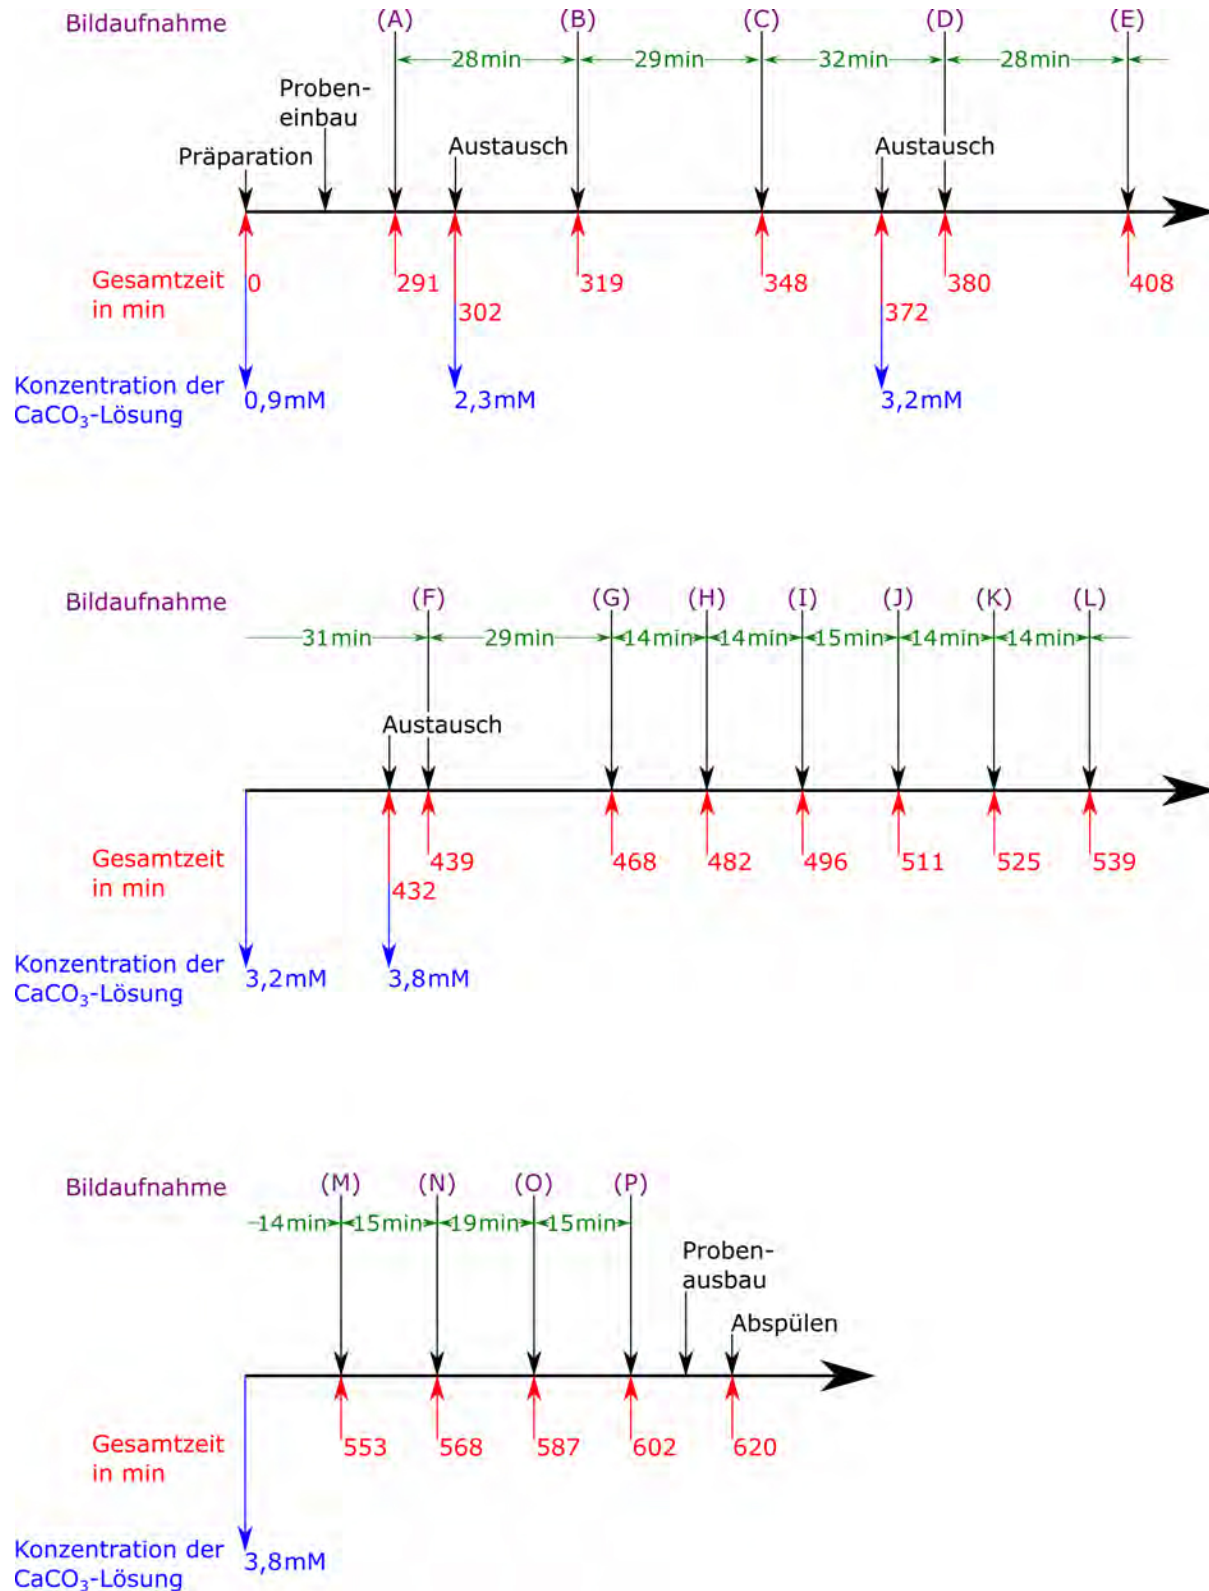 Bildaufnahme (A) (B) (C) (D) (E)
28min 29min 32min 28min
Proben-
einbau
Präparation Austausch Austausch
Gesamtzeit
in min
0 291 319 348 380 408
302 372
Konzentration der
CaCO₃-Lösung
0,9mM 2,3mM 3,2mM
Bildaufnahme (F) (G) (H) (I) (J) (K) (L)
31min 29min 14min 14min 15min 14min 14min
Austausch
Gesamtzeit
in min
439 468 482 496 511 525 539
432
Konzentration der
CaCO₃-Lösung
3,2mM 3,8mM
Bildaufnahme (M) (N) (O) (P)
14min 15min 19min 15min
Proben-
ausbau
Abspülen
Gesamtzeit
in min
553 568 587 602 620
Konzentration der
CaCO₃-Lösung
3,8mM